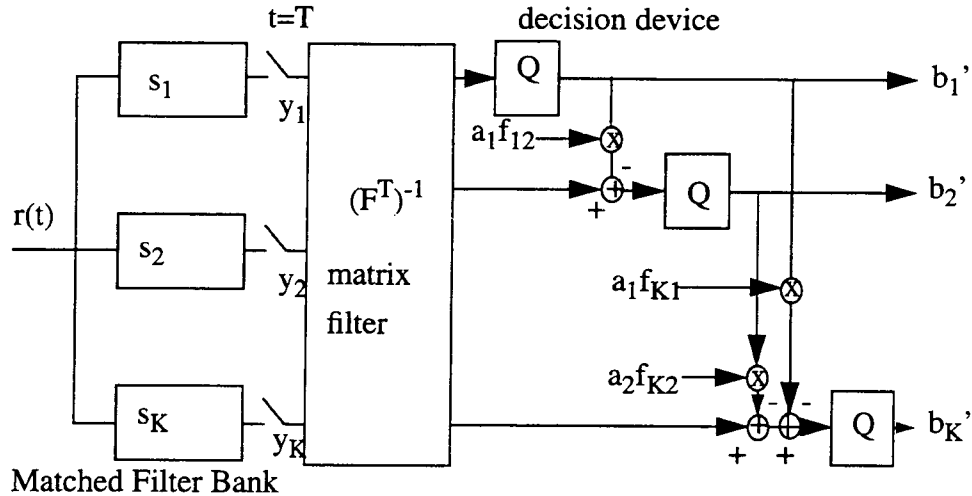 t=T
decision device
s1
y1
Q
b1'
a1f12
x
-
+
+
Q
b2'
r(t)
(F^T)^-1
matrix
filter
s2
y2
a1fK1
x
a2fK2
x
-
-
sK
yK
+
+
+
+
Q
bK'
Matched Filter Bank